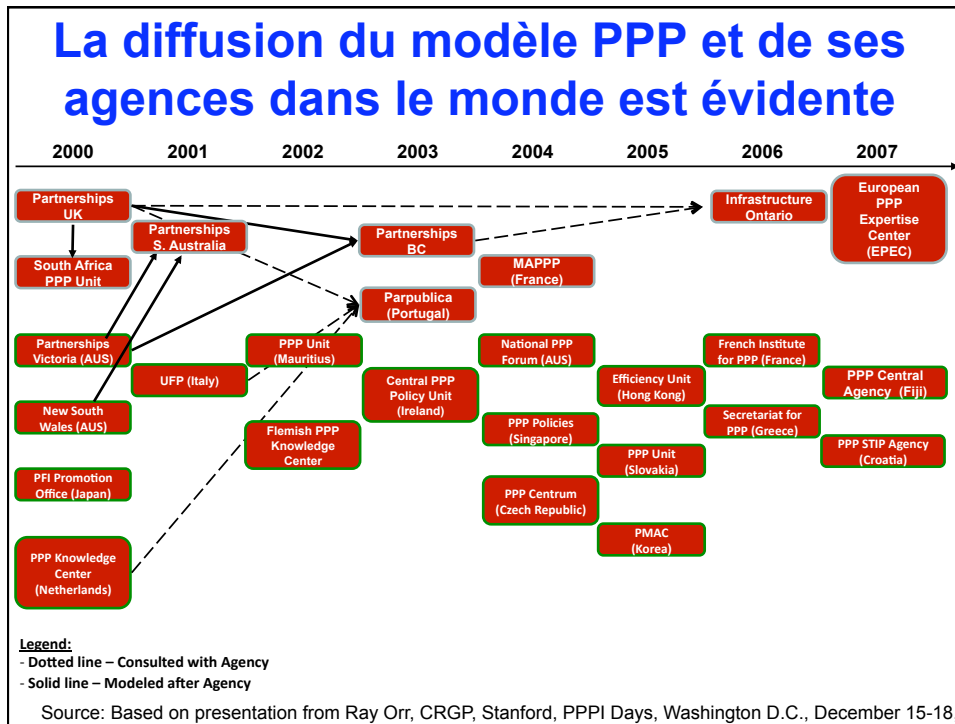 La diffusion du modèle PPP et de ses
agences dans le monde est évidente
2000 2001 2002 2003 2004 2005 2006 2007
Partnerships
UK
South Africa
PPP Unit
Partnerships
Victoria (AUS)
New South
Wales (AUS)
PFI Promotion
Office (Japan)
PPP Knowledge
Center
(Netherlands)
Partnerships
S. Australia
UFP (Italy)
PPP Unit
(Mauritius)
Flemish PPP
Knowledge
Center
Partnerships
BC
Parpublica
(Portugal)
Central PPP
Policy Unit
(Ireland)
MAPPP
(France)
National PPP
Forum (AUS)
PPP Policies
(Singapore)
PPP Centrum
(Czech Republic)
Efficiency Unit
(Hong Kong)
PPP Unit
(Slovakia)
PMAC
(Korea)
Infrastructure
Ontario
French Institute
for PPP (France)
Secretariat for
PPP (Greece)
European
PPP
Expertise
Center
(EPEC)
PPP Central
Agency (Fiji)
PPP STIP Agency
(Croatia)
Legend:
- Dotted line – Consulted with Agency
- Solid line – Modeled after Agency
Source: Based on presentation from Ray Orr, CRGP, Stanford, PPPI Days, Washington D.C., December 15-18,